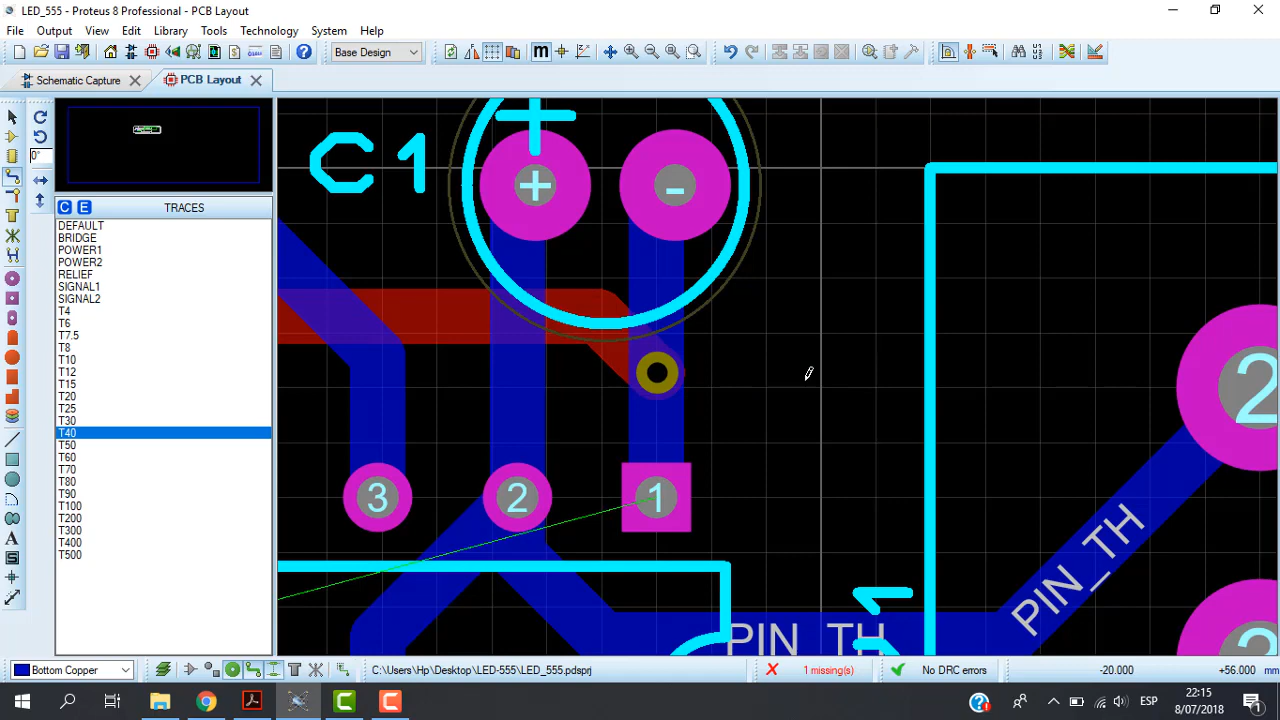 LED_555 - Proteus 8 Professional - PCB Layout
File Output View Edit Library Tools Technology System Help
Base Design
m
Schematic Capture
PCB Layout
0°
C E TRACES
DEFAULT
BRIDGE
POWER1
POWER2
RELIEF
SIGNAL1
SIGNAL2
T4
T6
T7.5
T8
T10
T12
T15
T20
T25
T30
T40
T50
T60
T70
T80
T90
T100
T200
T300
T400
T500
C1
+
-
3 2 1
2
PIN_TH
PIN_TH
Bottom Copper
C:\Users\Hp\Desktop\LED-555\LED_555.pdsprj
1 missing(s)
No DRC errors
-20.000
+56.000
mm
ESP
22:15
8/07/2018